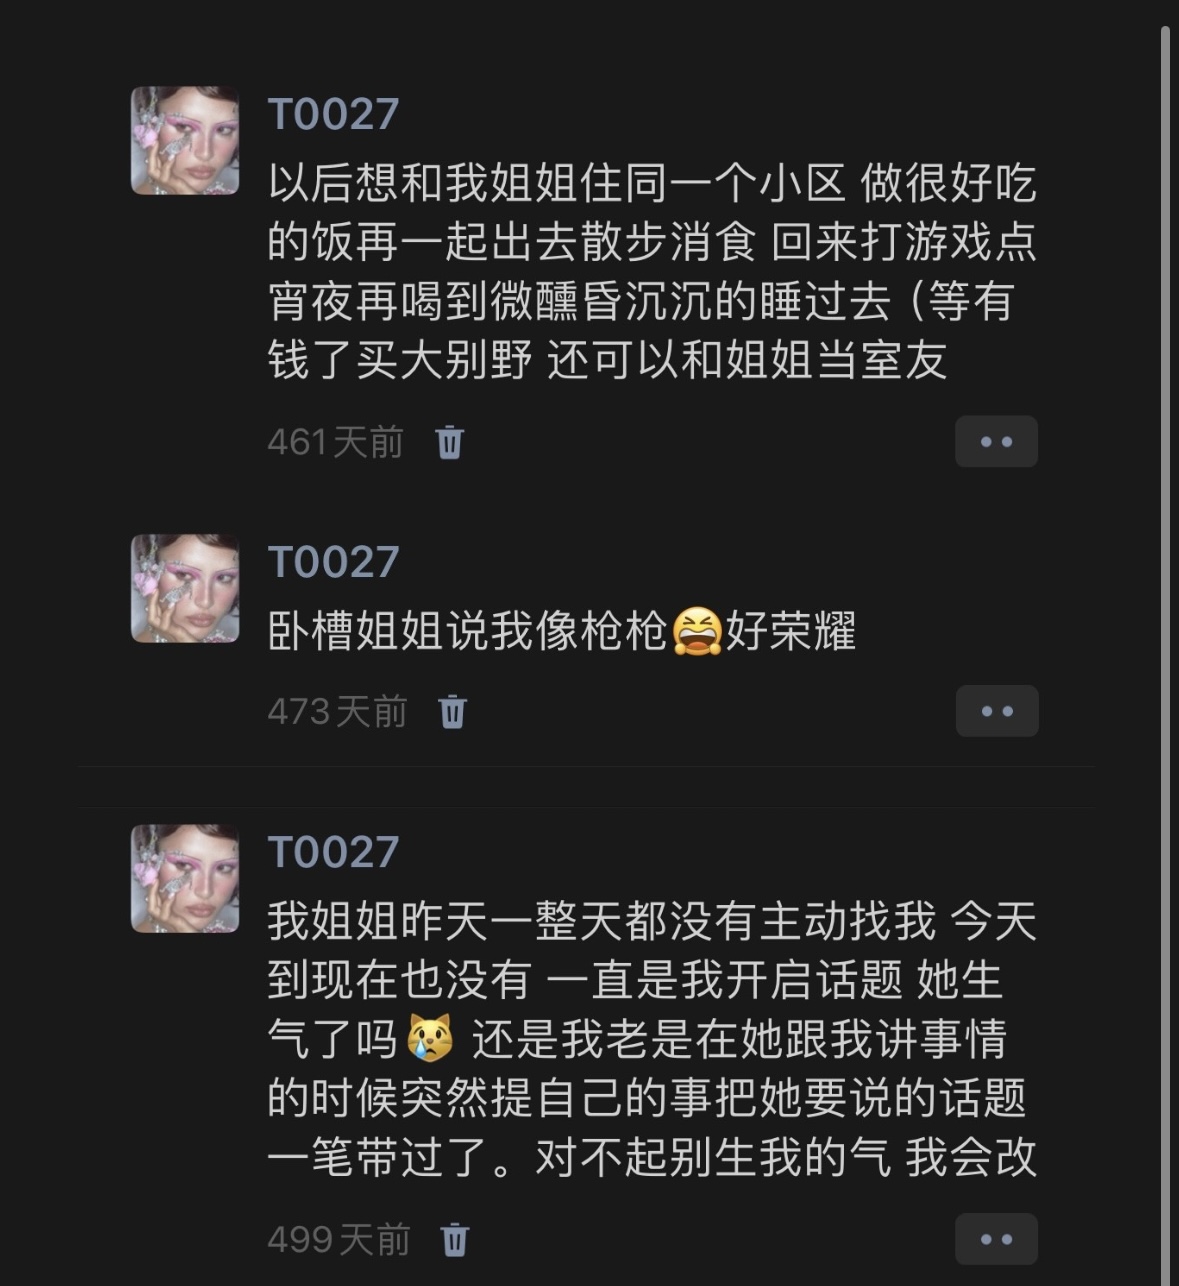 T0027
以后想和我姐姐住同一个小区 做很好吃
的饭再一起出去散步消食 回来打游戏点
宵夜再喝到微醺昏沉沉的睡过去（等有
钱了买大别野 还可以和姐姐当室友
461天前
T0027
卧槽姐姐说我像枪枪😆好荣耀
473天前
T0027
我姐姐昨天一整天都没有主动找我 今天
到现在也没有 一直是我开启话题 她生
气了吗😿 还是我老是在她跟我讲事情
的时候突然提自己的事把她要说的话题
一笔带过了。对不起别生我的气 我会改
499天前